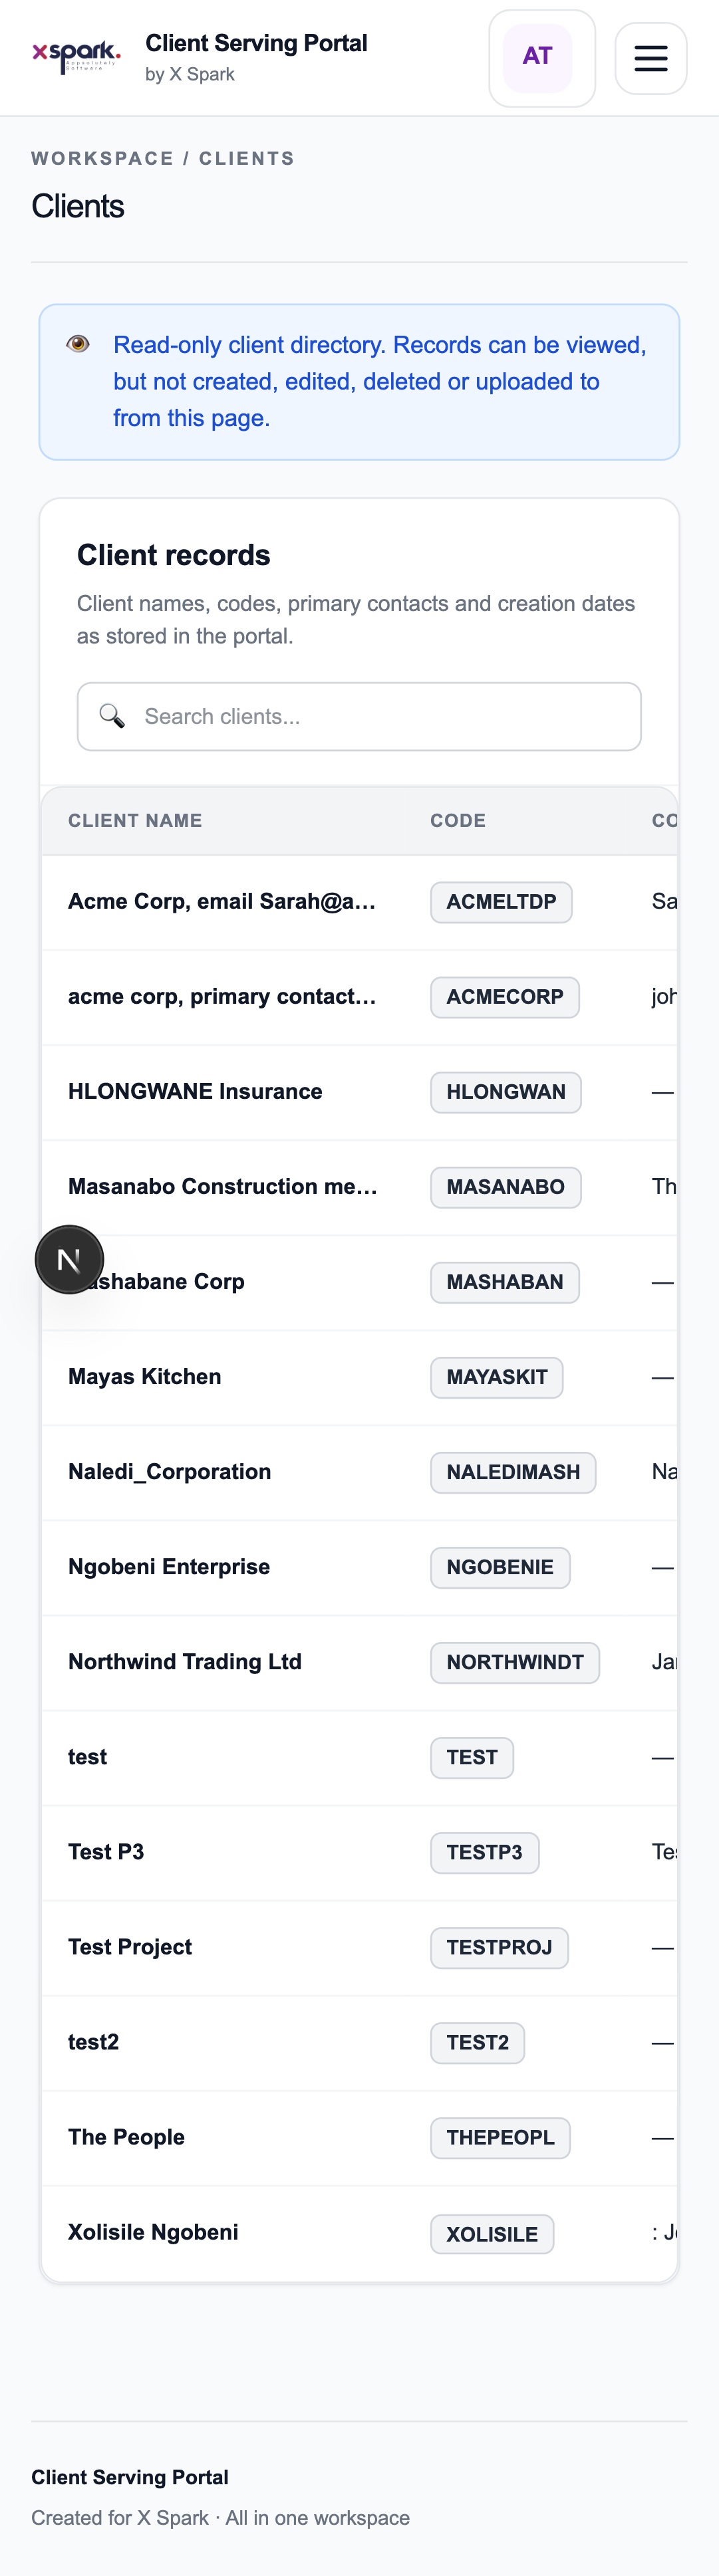 xspark.
Absolutely
Software
Client Serving Portal
by X Spark
AT
WORKSPACE / CLIENTS
Clients
Read-only client directory. Records can be viewed,
but not created, edited, deleted or uploaded to
from this page.
Client records
Client names, codes, primary contacts and creation dates
as stored in the portal.
Search clients...
CLIENT NAME CODE CO
Acme Corp, email Sarah@a... ACMELTDP Sa
acme corp, primary contact... ACMECORP joh
HLONGWANE Insurance HLONGWAN —
Masanabo Construction me... MASANABO Th
N
ashabane Corp MASHABAN —
Mayas Kitchen MAYASKIT —
Naledi_Corporation NALEDIMASH Na
Ngobeni Enterprise NGOBENIE —
Northwind Trading Ltd NORTHWINDT Jan
test TEST —
Test P3 TESTP3 Tes
Test Project TESTPROJ —
test2 TEST2 —
The People THEPEOPL —
Xolisile Ngobeni XOLISILE : Jo
Client Serving Portal
Created for X Spark · All in one workspace